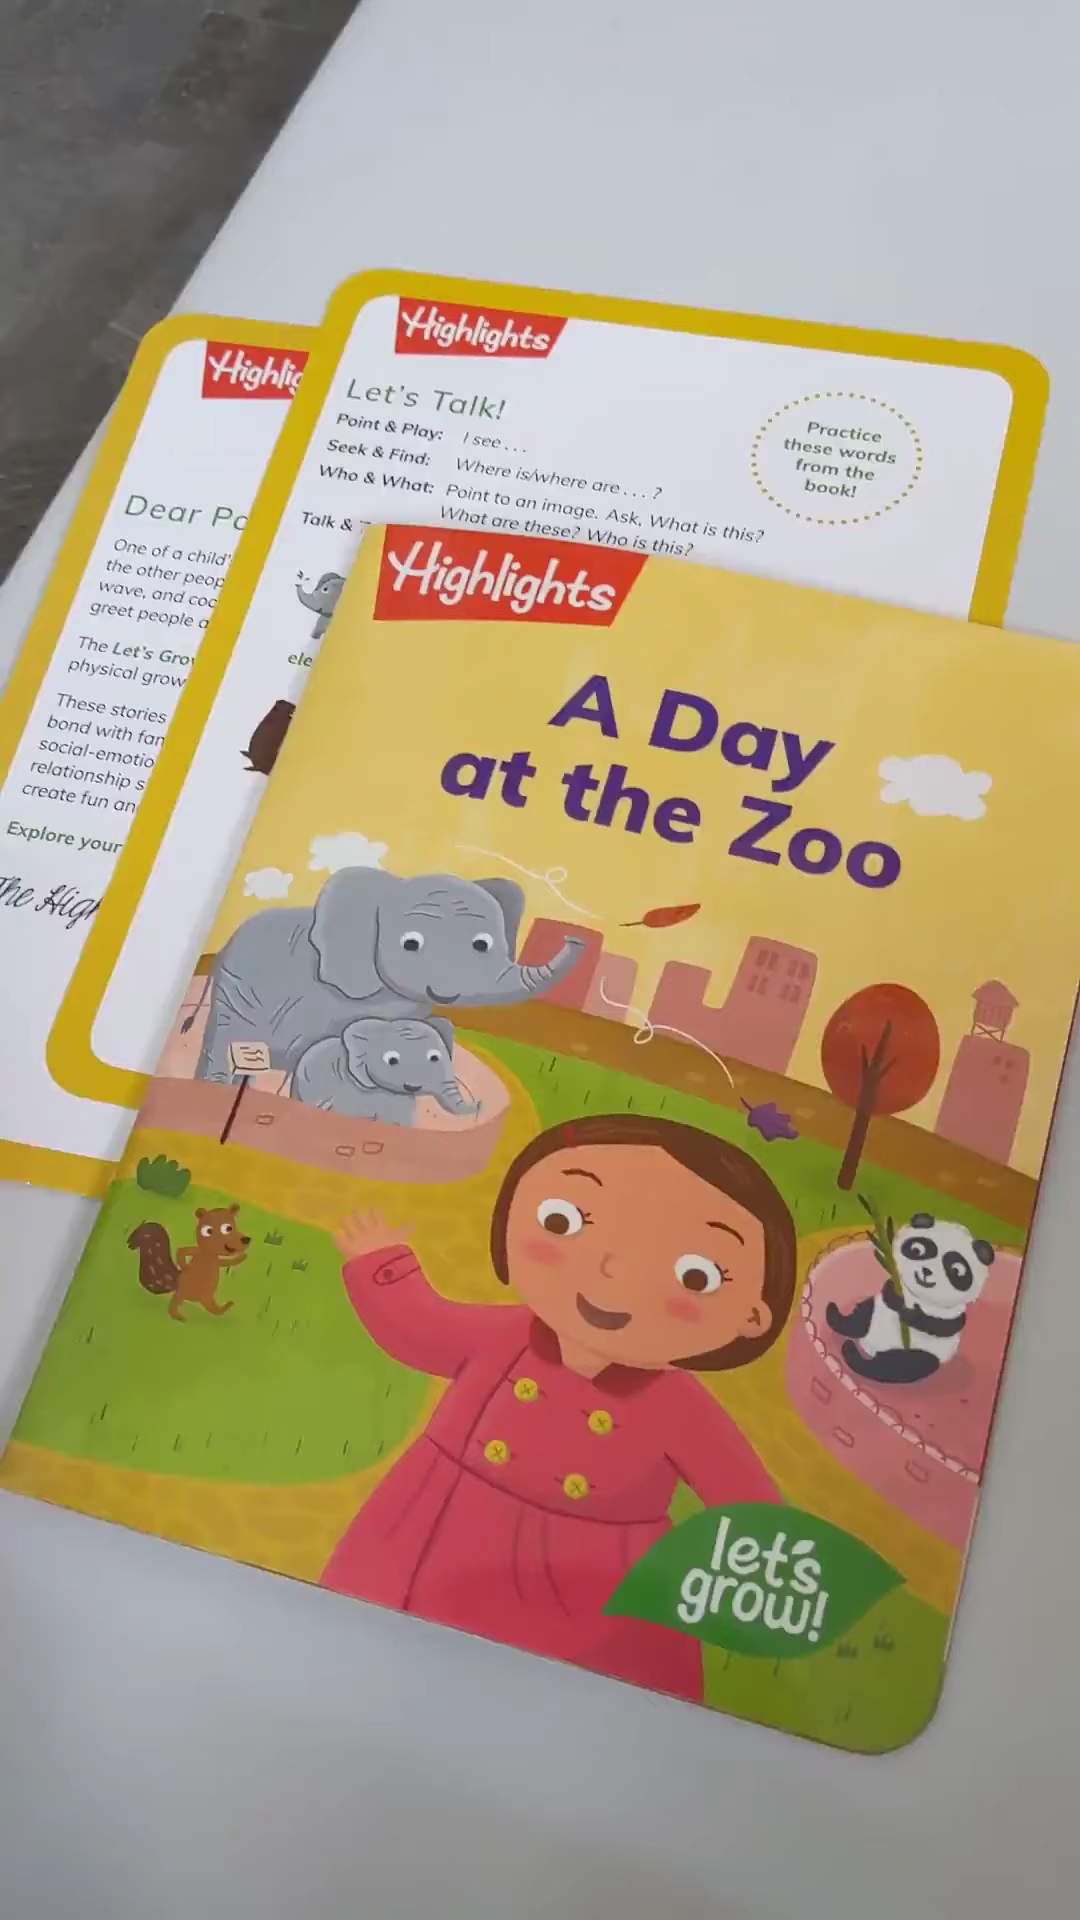 Highlights
Let's Talk!
Point & Play: I see . . .
Seek & Find: Where is/where are . . . . ?
Who & What: Point to an image. Ask, What is this?
What are these? Who is this?
Talk &
Practice
these words
from the
book!
ele
Highlig
Dear Pa
One of a child's
the other peop
wave, and coo
greet people a
The Let's Grow
physical grow
These stories
bond with fam
social-emotio
relationship s
create fun an
Explore your
The High
Highlights
A Day
at the Zoo
let's
grow!